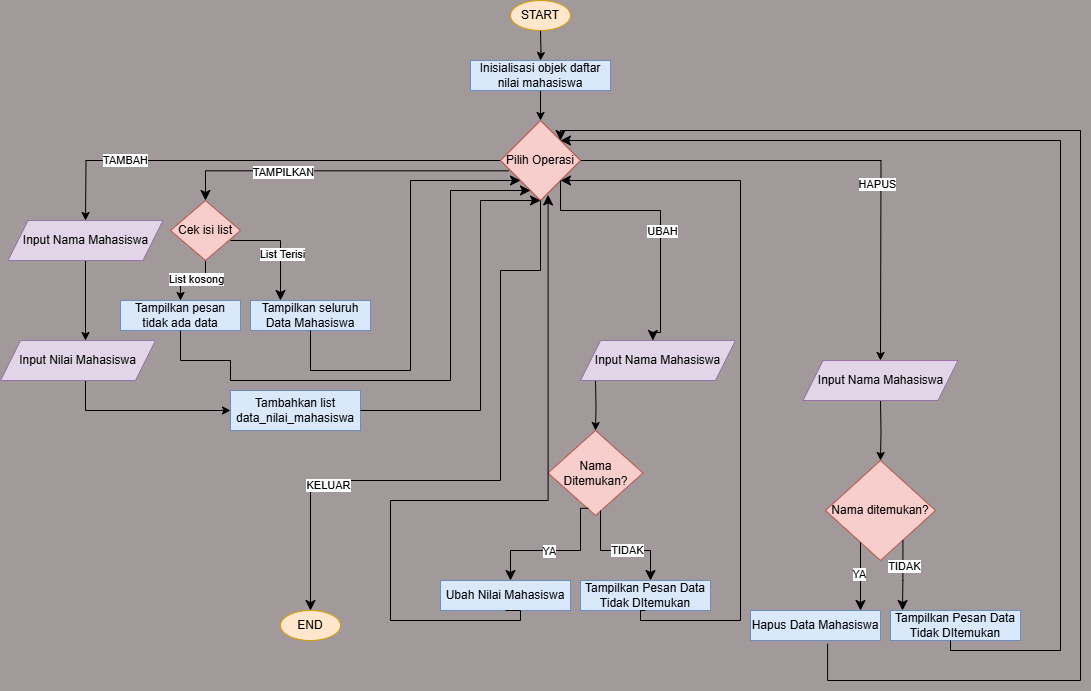 START
Inisialisasi objek daftar
nilai mahasiswa
Pilih Operasi
TAMBAH
TAMPILKAN
HAPUS
UBAH
Input Nama Mahasiswa
Cek isi list
List Terisi
List kosong
Tampilkan pesan
tidak ada data
Tampilkan seluruh
Data Mahasiswa
Input Nilai Mahasiswa
Input Nama Mahasiswa
Input Nama Mahasiswa
Tambahkan list
data_nilai_mahasiswa
Nama
Ditemukan?
KELUAR
Nama ditemukan?
YA
TIDAK
YA
TIDAK
Ubah Nilai Mahasiswa
Tampilkan Pesan Data
Tidak DItemukan
END
Hapus Data Mahasiswa
Tampilkan Pesan Data
Tidak DItemukan